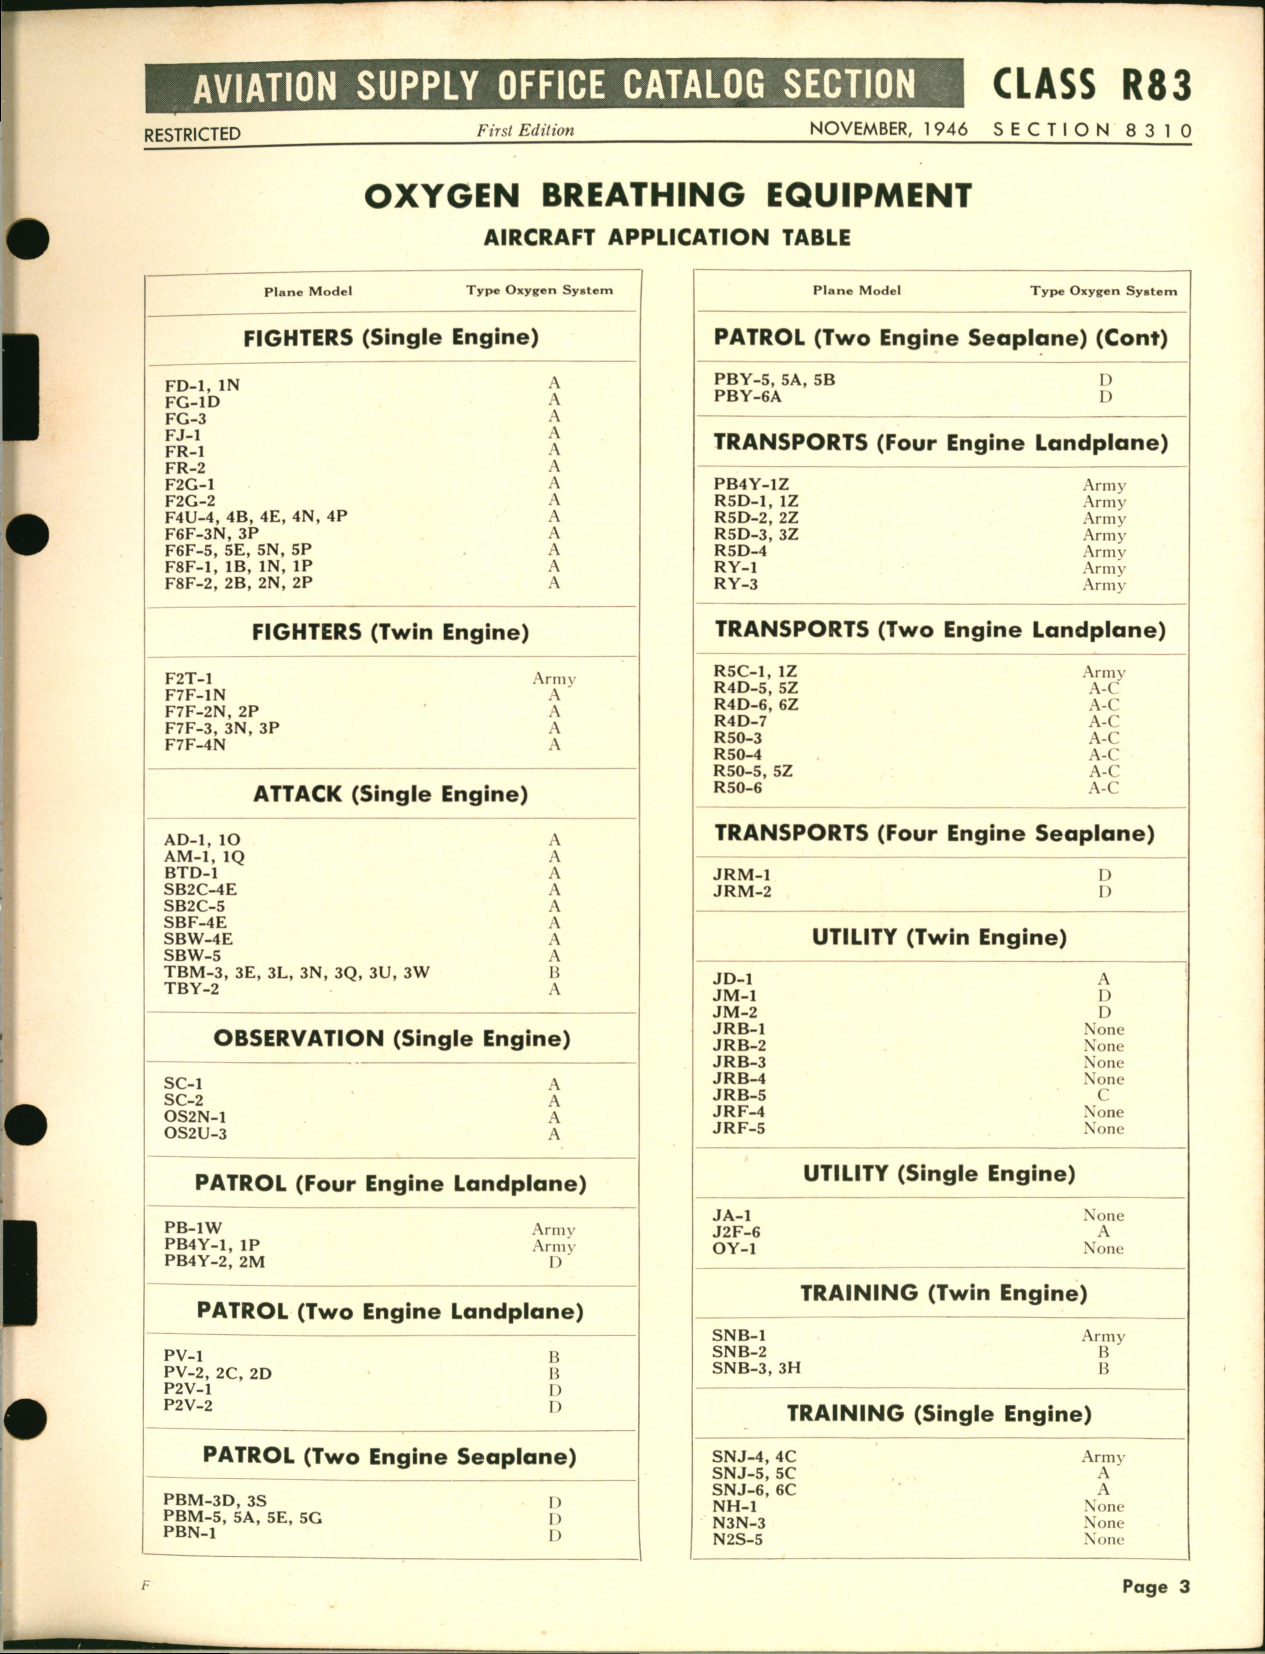 AVIATION SUPPLY OFFICE CATALOG SECTION CLASS R83
RESTRICTED First Edition NOVEMBER, 1946 SECTION 8310
OXYGEN BREATHING EQUIPMENT
AIRCRAFT APPLICATION TABLE
Plane Model Type Oxygen System
FIGHTERS (Single Engine)
FD-1, 1N A
FG-1D A
FG-3 A
FJ-1 A
FR-1 A
FR-2 A
F2G-1 A
F2G-2 A
F4U-4, 4B, 4E, 4N, 4P A
F6F-3N, 3P A
F6F-5, 5E, 5N, 5P A
F8F-1, 1B, 1N, 1P A
F8F-2, 2B, 2N, 2P A
FIGHTERS (Twin Engine)
F2T-1 Army
F7F-1N A
F7F-2N, 2P A
F7F-3, 3N, 3P A
F7F-4N A
ATTACK (Single Engine)
AD-1, 1O A
AM-1, 1Q A
BTD-1 A
SB2C-4E A
SB2C-5 A
SBF-4E A
SBW-4E A
SBW-5 A
TBM-3, 3E, 3L, 3N, 3Q, 3U, 3W B
TBY-2 A
OBSERVATION (Single Engine)
SC-1 A
SC-2 A
OS2N-1 A
OS2U-3 A
PATROL (Four Engine Landplane)
PB-1W Army
PB4Y-1, 1P Army
PB4Y-2, 2M D
PATROL (Two Engine Landplane)
PV-1 B
PV-2, 2C, 2D B
P2V-1 D
P2V-2 D
PATROL (Two Engine Seaplane)
PBM-3D, 3S D
PBM-5, 5A, 5E, 5G D
PBN-1 D
Plane Model Type Oxygen System
PATROL (Two Engine Seaplane) (Cont)
PBY-5, 5A, 5B D
PBY-6A D
TRANSPORTS (Four Engine Landplane)
PB4Y-1Z Army
R5D-1, 1Z Army
R5D-2, 2Z Army
R5D-3, 3Z Army
R5D-4 Army
RY-1 Army
RY-3 Army
TRANSPORTS (Two Engine Landplane)
R5C-1, 1Z Army
R4D-5, 5Z A-C
R4D-6, 6Z A-C
R4D-7 A-C
R50-3 A-C
R50-4 A-C
R50-5, 5Z A-C
R50-6 A-C
TRANSPORTS (Four Engine Seaplane)
JRM-1 D
JRM-2 D
UTILITY (Twin Engine)
JD-1 A
JM-1 D
JM-2 D
JRB-1 None
JRB-2 None
JRB-3 None
JRB-4 None
JRB-5 C
JRF-4 None
JRF-5 None
UTILITY (Single Engine)
JA-1 None
J2F-6 A
OY-1 None
TRAINING (Twin Engine)
SNB-1 Army
SNB-2 B
SNB-3, 3H B
TRAINING (Single Engine)
SNJ-4, 4C Army
SNJ-5, 5C A
SNJ-6, 6C A
NH-1 None
N3N-3 None
N2S-5 None
F Page 3